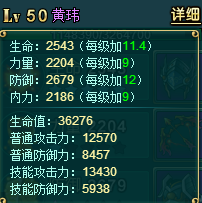 Lv 50 黄玮 详细
生命：2543（每级加11.4）
力量：2204（每级加9）
防御：2679（每级加12）
内力：2186（每级加9）
生命值：36276
普通攻击力：12570
普通防御力：8457
技能攻击力：13430
技能防御力：5938